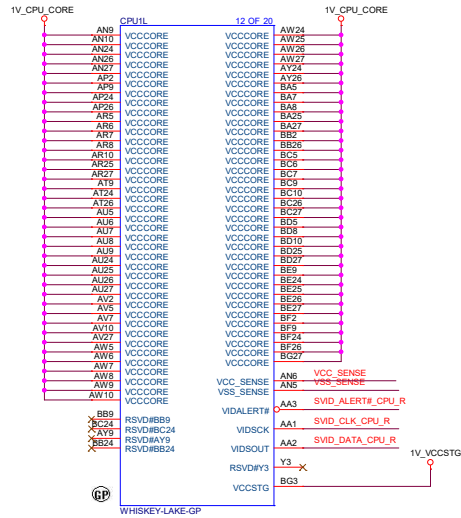 1V_CPU_CORE 1V_CPU_CORE
CPU1L 12 OF 20
AN9 VCCCORE VCCCORE AW24
AN10 VCCCORE VCCCORE AW25
AN24 VCCCORE VCCCORE AW26
AN26 VCCCORE VCCCORE AW27
AN27 VCCCORE VCCCORE AY24
AP2 VCCCORE VCCCORE AY26
AP9 VCCCORE VCCCORE BA5
AP24 VCCCORE VCCCORE BA7
AP26 VCCCORE VCCCORE BA8
AR5 VCCCORE VCCCORE BA25
AR6 VCCCORE VCCCORE BA27
AR7 VCCCORE VCCCORE BB2
AR8 VCCCORE VCCCORE BB26
AR10 VCCCORE VCCCORE BC5
AR25 VCCCORE VCCCORE BC6
AR27 VCCCORE VCCCORE BC7
AT9 VCCCORE VCCCORE BC9
AT24 VCCCORE VCCCORE BC10
AT26 VCCCORE VCCCORE BC26
AU5 VCCCORE VCCCORE BC27
AU6 VCCCORE VCCCORE BD5
AU7 VCCCORE VCCCORE BD8
AU8 VCCCORE VCCCORE BD10
AU9 VCCCORE VCCCORE BD25
AU24 VCCCORE VCCCORE BD27
AU25 VCCCORE VCCCORE BE9
AU26 VCCCORE VCCCORE BE24
AU27 VCCCORE VCCCORE BE25
AV2 VCCCORE VCCCORE BE26
AV5 VCCCORE VCCCORE BE27
AV7 VCCCORE VCCCORE BF2
AV10 VCCCORE VCCCORE BF9
AV27 VCCCORE VCCCORE BF24
AW5 VCCCORE VCCCORE BF26
AW6 VCCCORE VCCCORE BG27
AW7 VCCCORE
AW8 VCCCORE VCC_SENSE AN6 VCC_SENSE
AW9 VCCCORE VSS_SENSE AN5 VSS_SENSE
AW10 VCCCORE
VIDALERT# AA3 SVID_ALERT#_CPU_R
BB9 RSVD#BB9
BC24 RSVD#BC24 VIDSCK AA1 SVID_CLK_CPU_R
AY9 RSVD#AY9
BB24 RSVD#BB24 VIDSOUT AA2 SVID_DATA_CPU_R
RSVD#Y3 Y3 1V_VCCSTG
VCCSTG BG3
GP
WHISKEY-LAKE-GP